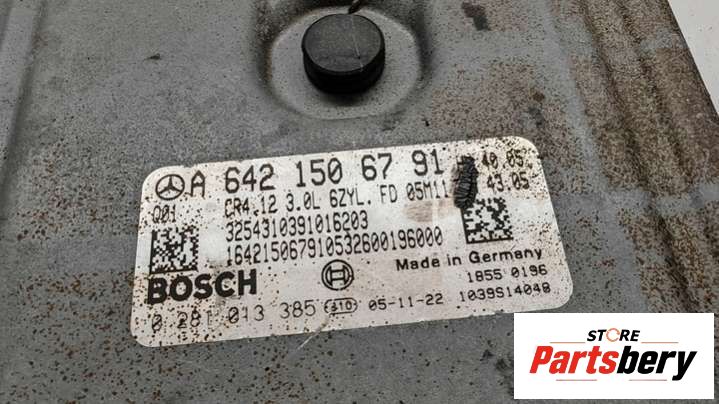 A 642 150 67 91 40 05.
Q01 CR4.12 3.0L 6ZYL. FD 05M11 43.05
3254310391016203
1642150679105326001960000
BOSCH Made in Germany
1855 0196
0 281 013 385 610 05-11-22 1039S14048
STORE
Partsbery